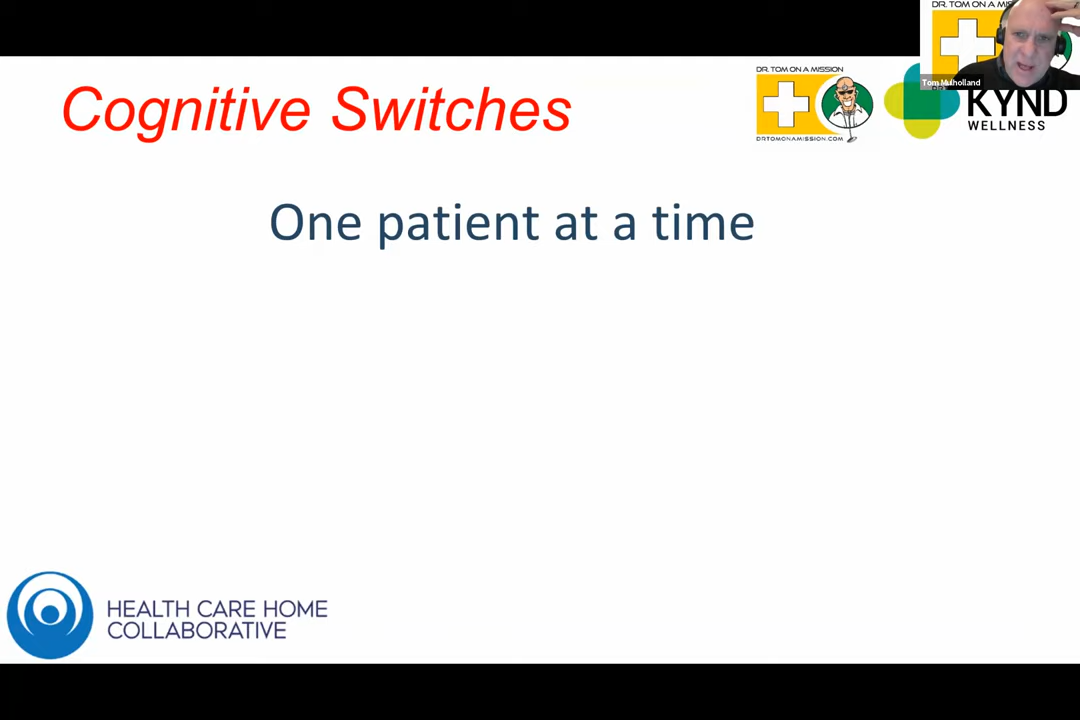 DR. TOM ON A MIS
Tom Mulholland
Cognitive Switches
DR. TOM ON A MISSION
DRTOMONAMISSION.COM
KYND
WELLNESS
One patient at a time
HEALTH CARE HOME
COLLABORATIVE